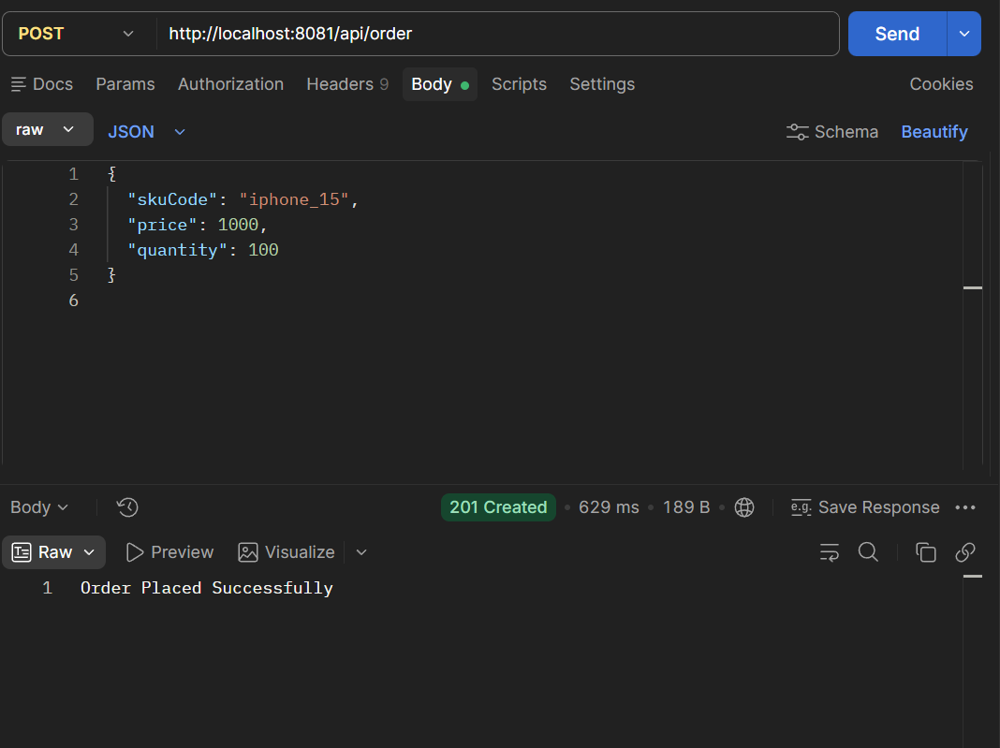 POST http://localhost:8081/api/order Send
Docs Params Authorization Headers 9 Body Scripts Settings Cookies
raw JSON Schema Beautify
1 {
2 "skuCode": "iphone_15",
3 "price": 1000,
4 "quantity": 100
5 }
6
Body 201 Created 629 ms 189 B e.g. Save Response
Raw Preview Visualize
1 Order Placed Successfully